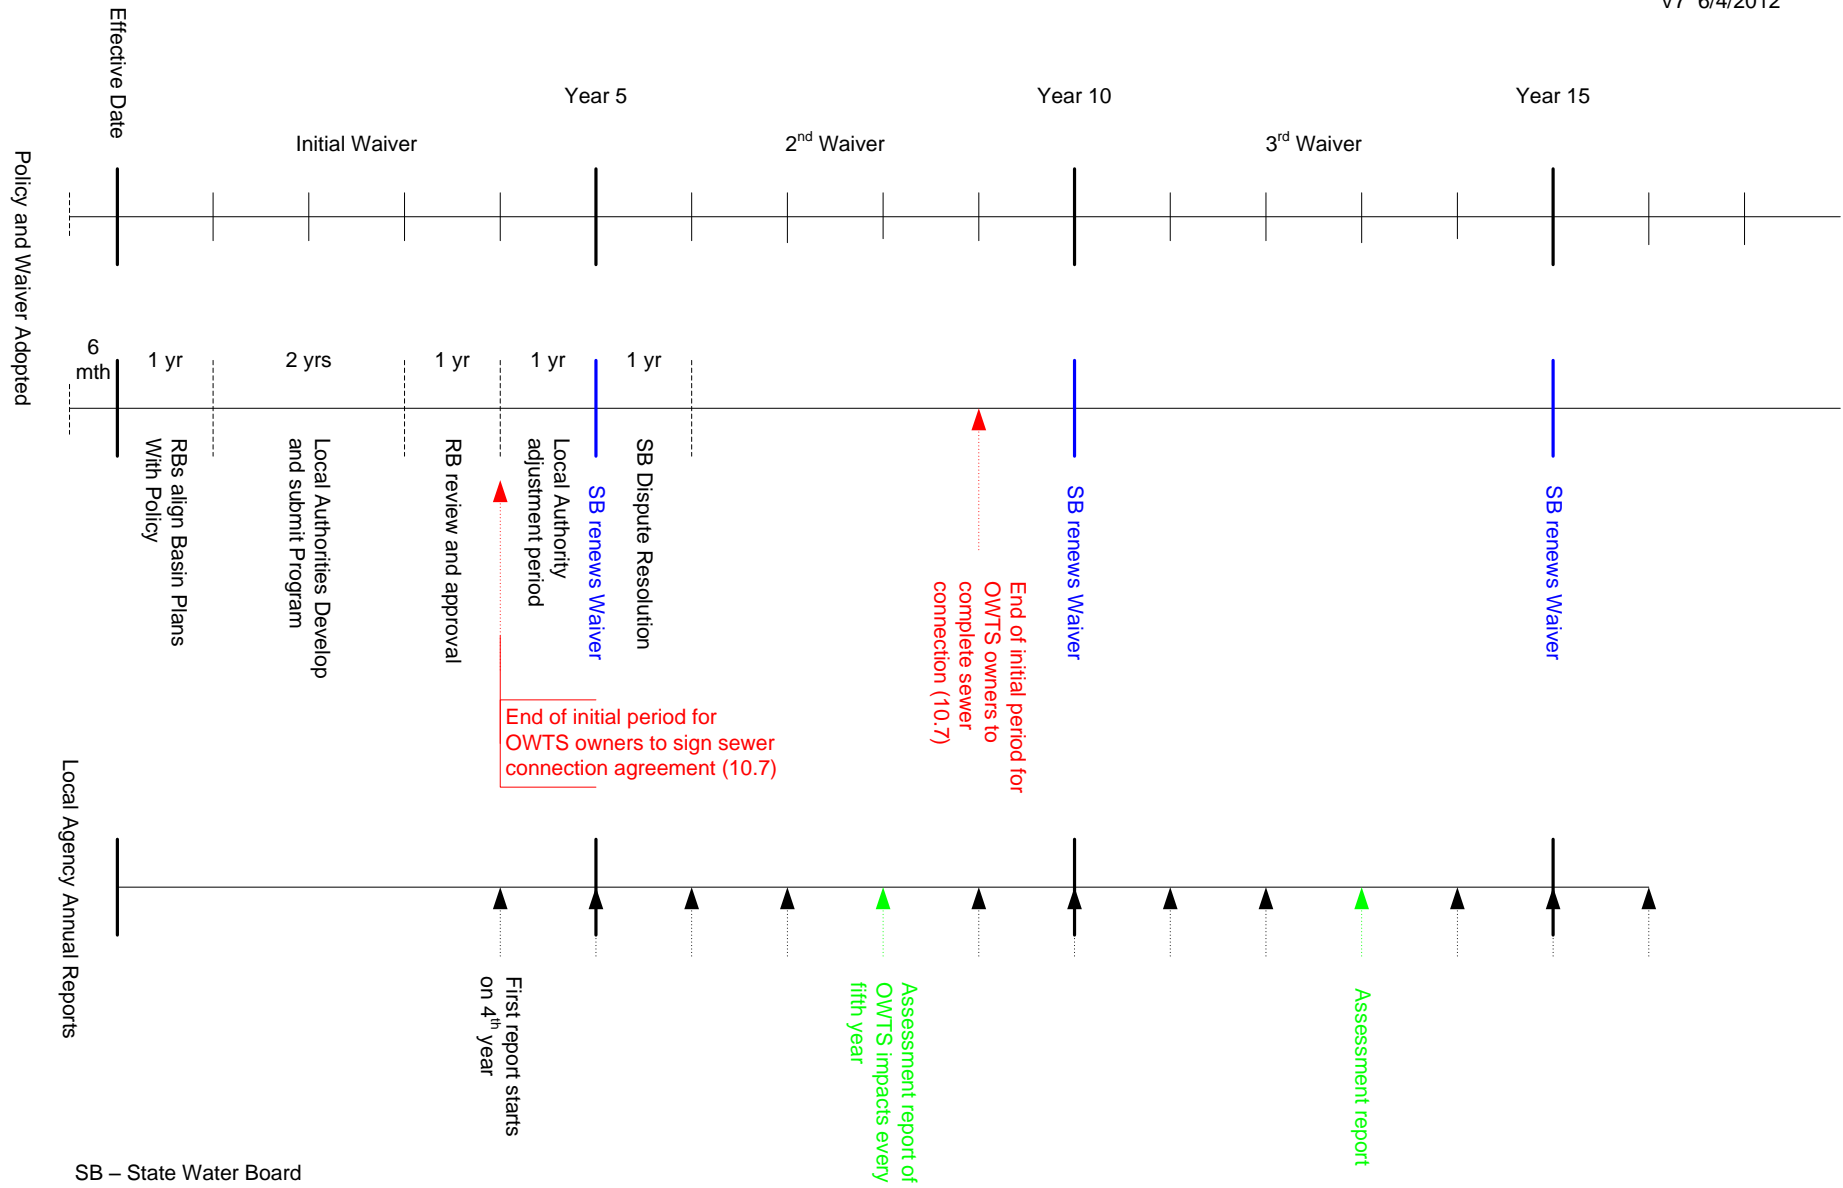 v7 6/4/2012
Effective Date
Year 5
Year 10
Year 15
Initial Waiver
2nd Waiver
3rd Waiver
Policy and Waiver Adopted
6
mth
1 yr
2 yrs
1 yr
1 yr
1 yr
RBs align Basin Plans
With Policy
Local Authorities Develop
and submit Program
RB review and approval
Local Authority
adjustment period
SB renews Waiver
SB Dispute Resolution
End of initial period for
OWTS owners to sign sewer
connection agreement (10.7)
End of initial period for
OWTS owners to
complete sewer
connection (10.7)
SB renews Waiver
SB renews Waiver
Local Agency Annual Reports
First report starts
on 4th year
Assessment report of
OWTS impacts every
fifth year
Assessment report
SB – State Water Board